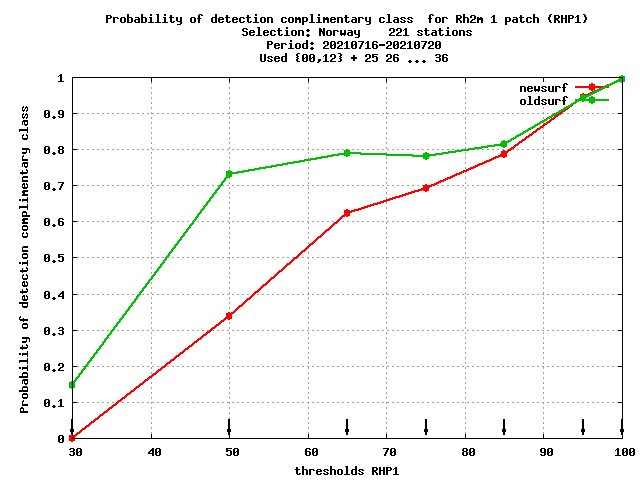 Probability of detection complimentary class  for Rh2m 1 patch (RHP1)
Selection: Norway    221 stations
Period: 20210716-20210720
Used {00,12} + 25 26 ... 36
newsurf
oldsurf
Probability of detection complimentary class
1
0.9
0.8
0.7
0.6
0.5
0.4
0.3
0.2
0.1
0
30 40 50 60 70 80 90 100
thresholds RHP1